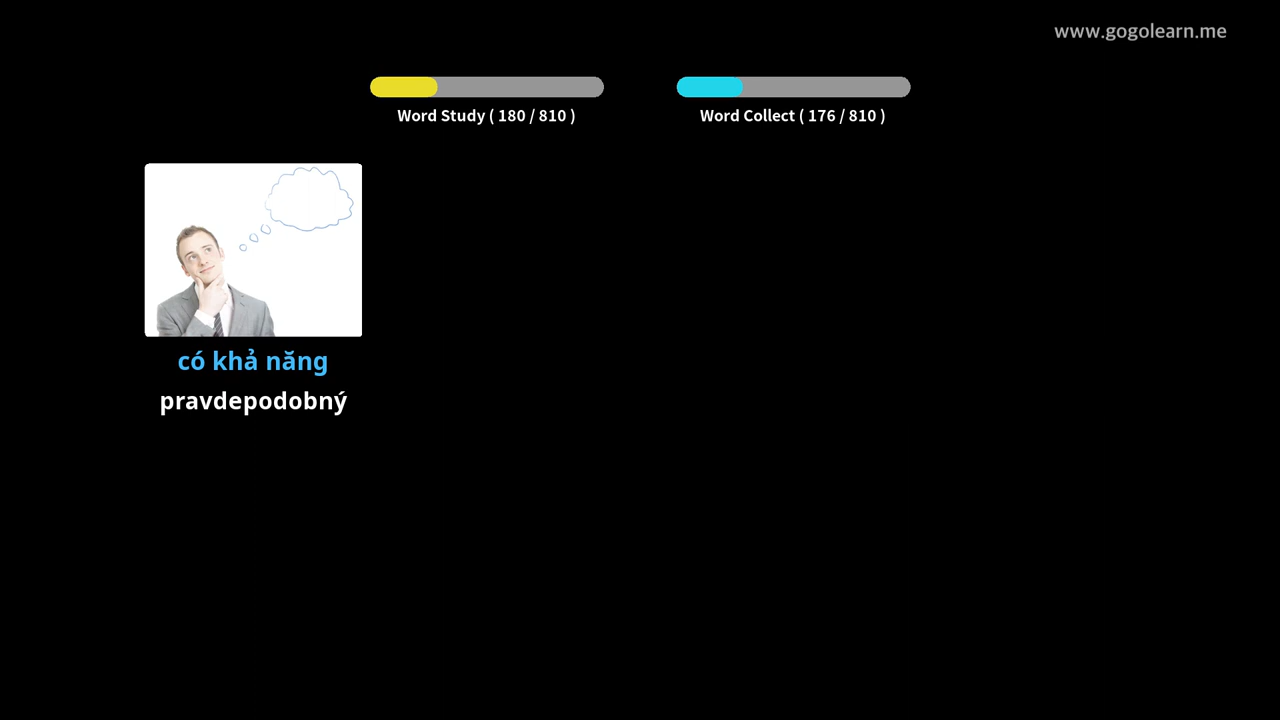 www.gogolearn.me
Word Study ( 180 / 810 )
Word Collect ( 176 / 810 )
có khả năng
pravdepodobný